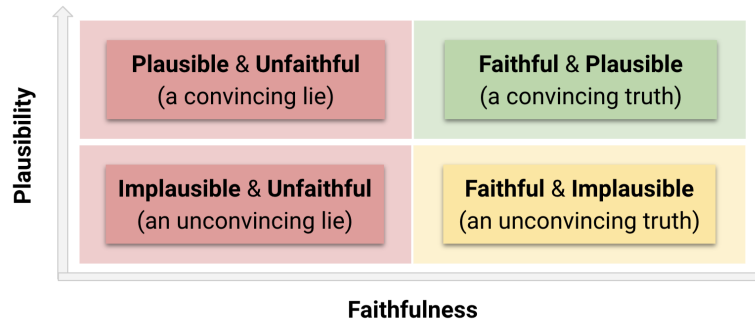 Plausibility
Plausible & Unfaithful
(a convincing lie)
Faithful & Plausible
(a convincing truth)
Implausible & Unfaithful
(an unconvincing lie)
Faithful & Implausible
(an unconvincing truth)
Faithfulness